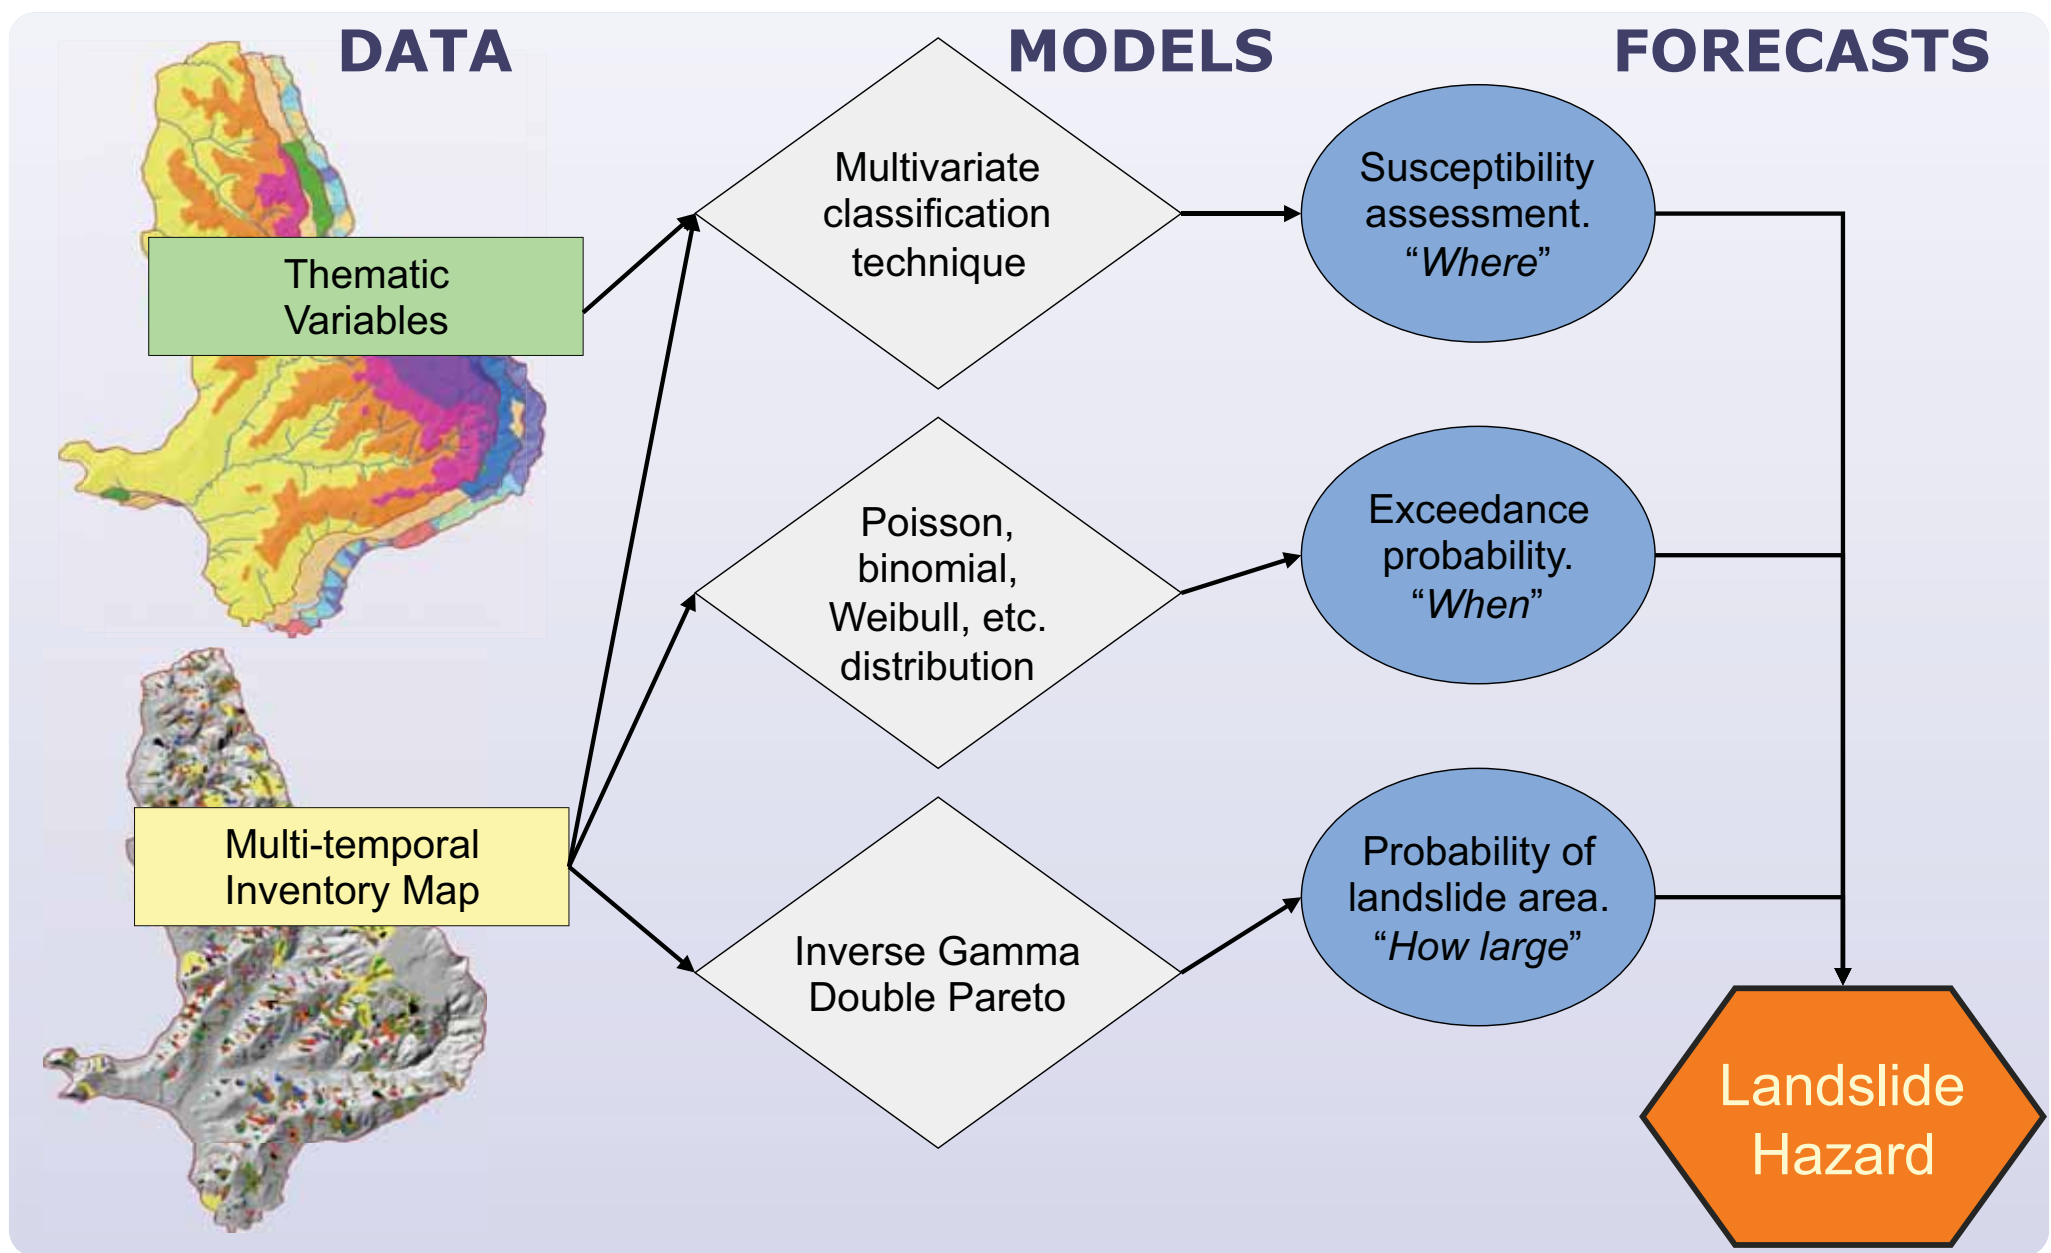 DATA
MODELS
FORECASTS
Thematic
Variables
Multi-temporal
Inventory Map
Multivariate
classification
technique
Poisson,
binomial,
Weibull, etc.
distribution
Inverse Gamma
Double Pareto
Susceptibility
assessment.
“Where”
Exceedance
probability.
“When”
Probability of
landslide area.
“How large”
Landslide
Hazard